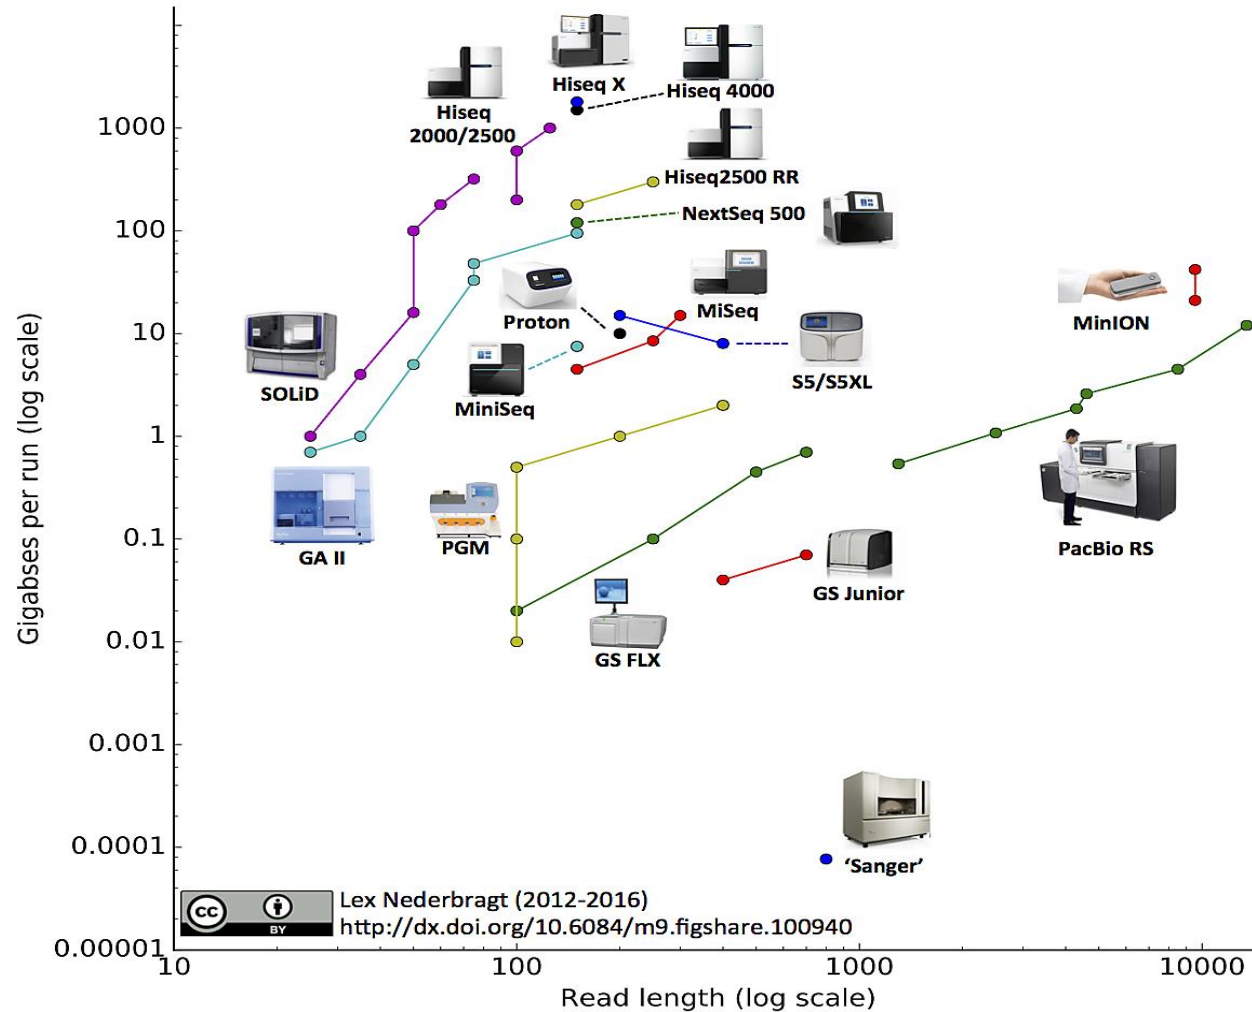 Hiseq X
Hiseq 4000
Hiseq
2000/2500
1000
Hiseq2500 RR
NextSeq 500
100
MiSeq
MinION
Proton
10
S5/S5XL
SOLiD
MiniSeq
1
PGM
GA II
PacBio RS
0.1
GS Junior
GS FLX
0.01
0.001
0.0001
'Sanger'
0.00001
Gigabses per run (log scale)
cc
BY
Lex Nederbragt (2012-2016)
http://dx.doi.org/10.6084/m9.figshare.100940
10
100
1000
10000
Read length (log scale)